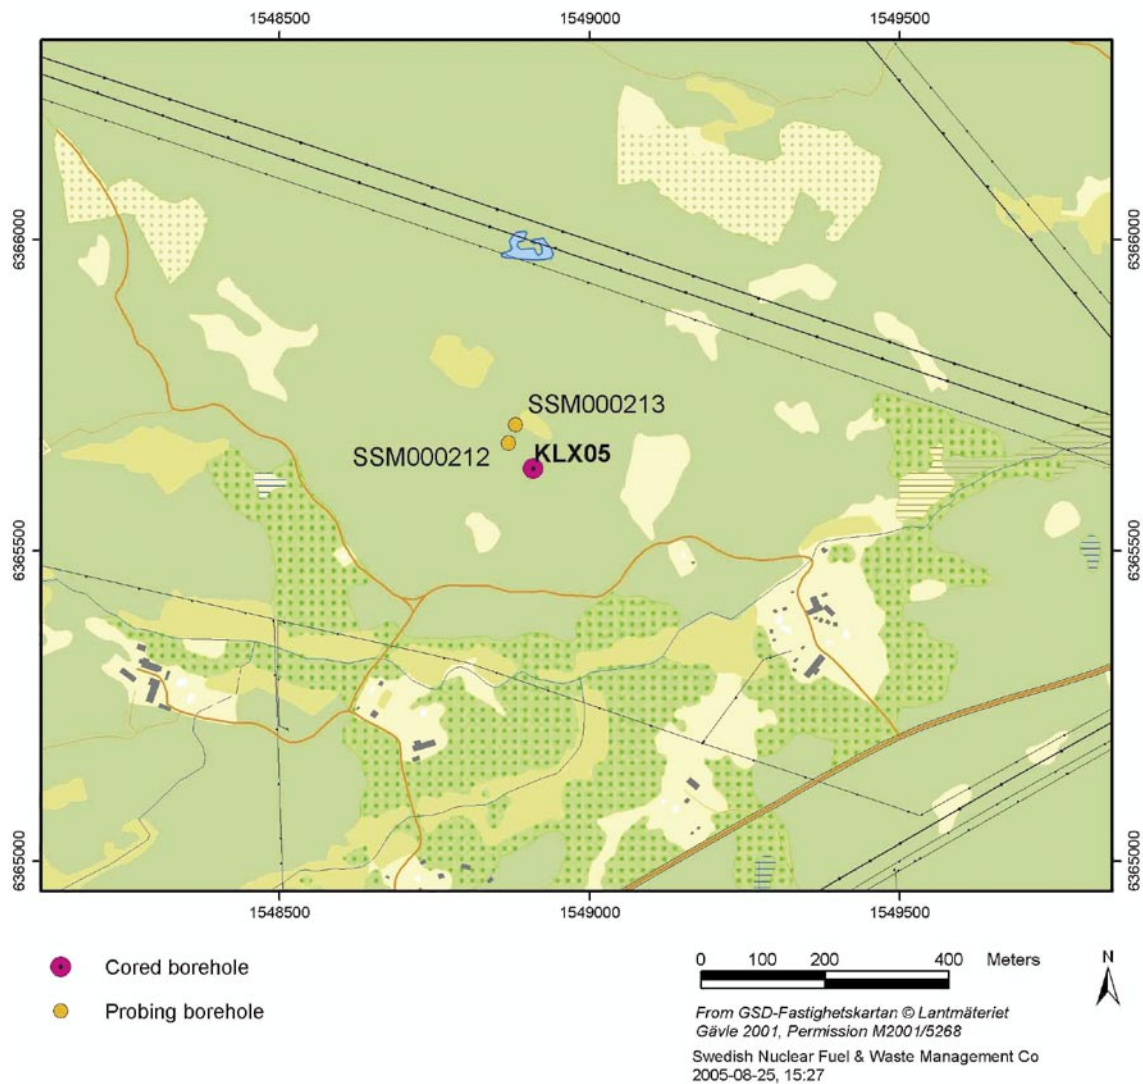 1548500 1549000 1549500
6366000 6366000
SSM000213
SSM000212 KLX05
6365500 6365500
6365000 6365000
1548500 1549000 1549500
Cored borehole
Probing borehole
0 100 200 400 Meters
N
From GSD-Fastighetskartan © Lantmäteriet
Gävle 2001, Permission M2001/5268
Swedish Nuclear Fuel & Waste Management Co
2005-08-25, 15:27